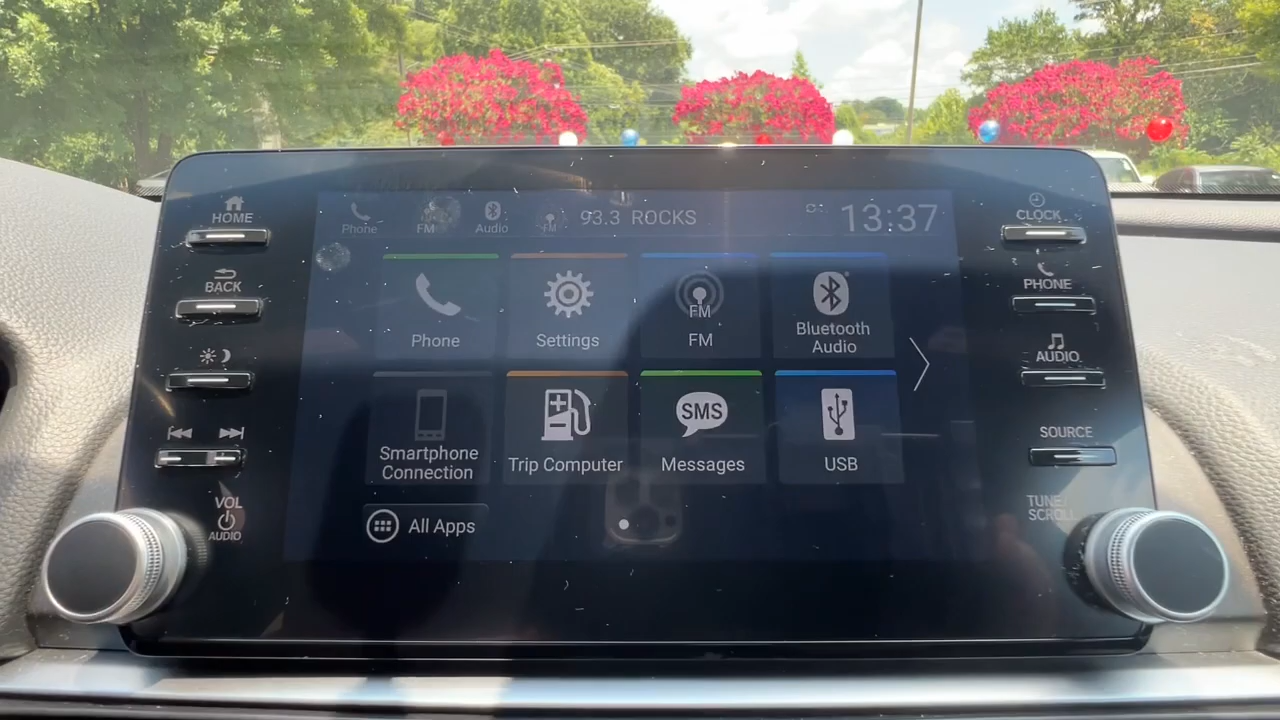 HOME
BACK
VOL
AUDIO
Phone
FM
Audio
FM
93.3 ROCKS
13:37
Phone
Settings
FM
FM
Bluetooth
Audio
Smartphone
Connection
Trip Computer
SMS
Messages
USB
All Apps
CLOCK
PHONE
AUDIO
SOURCE
TUNE/
SCROLL